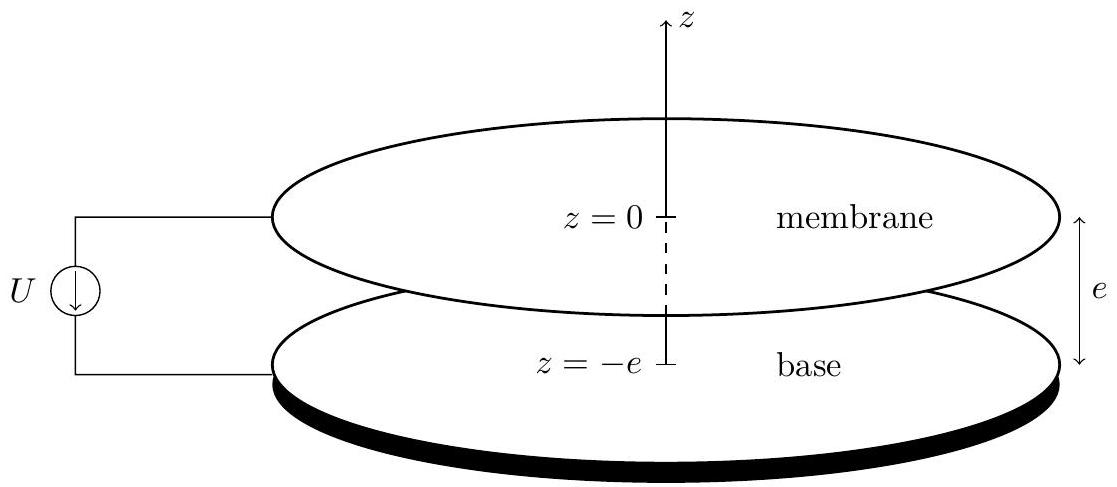 z
z = 0
membrane
U
e
z = −e
base